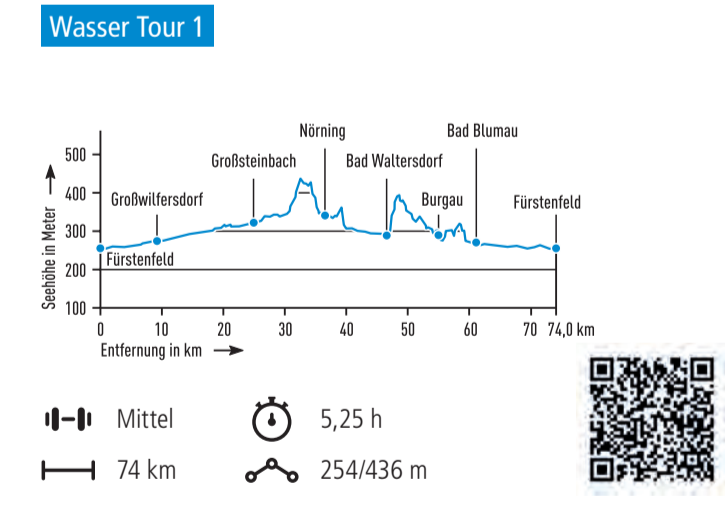 Wasser Tour 1
Nörning
Bad Blumau
Großsteinbach
Bad Waltersdorf
Großwilfersdorf
Burgau
Fürstenfeld
Fürstenfeld
Seehöhe in Meter
500
400
300
200
100
0 10 20 30 40 50 60 70 74,0 km
Entfernung in km
Mittel
5,25 h
74 km
254/436 m